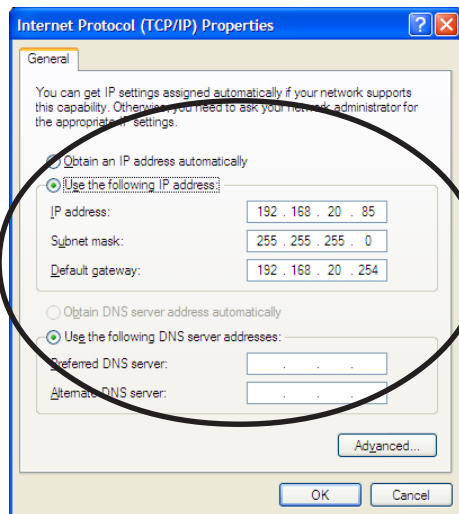 Internet Protocol (TCP/IP) Properties
General
You can get IP settings assigned automatically if your network supports
this capability. Otherwise, you need to ask your network administrator for
the appropriate IP settings.
Obtain an IP address automatically
Use the following IP address:
IP address: 192 . 168 . 20 . 85
Subnet mask: 255 . 255 . 255 . 0
Default gateway: 192 . 168 . 20 . 254
Obtain DNS server address automatically
Use the following DNS server addresses:
Preferred DNS server: . . .
Alternate DNS server: . . .
Advanced...
OK Cancel